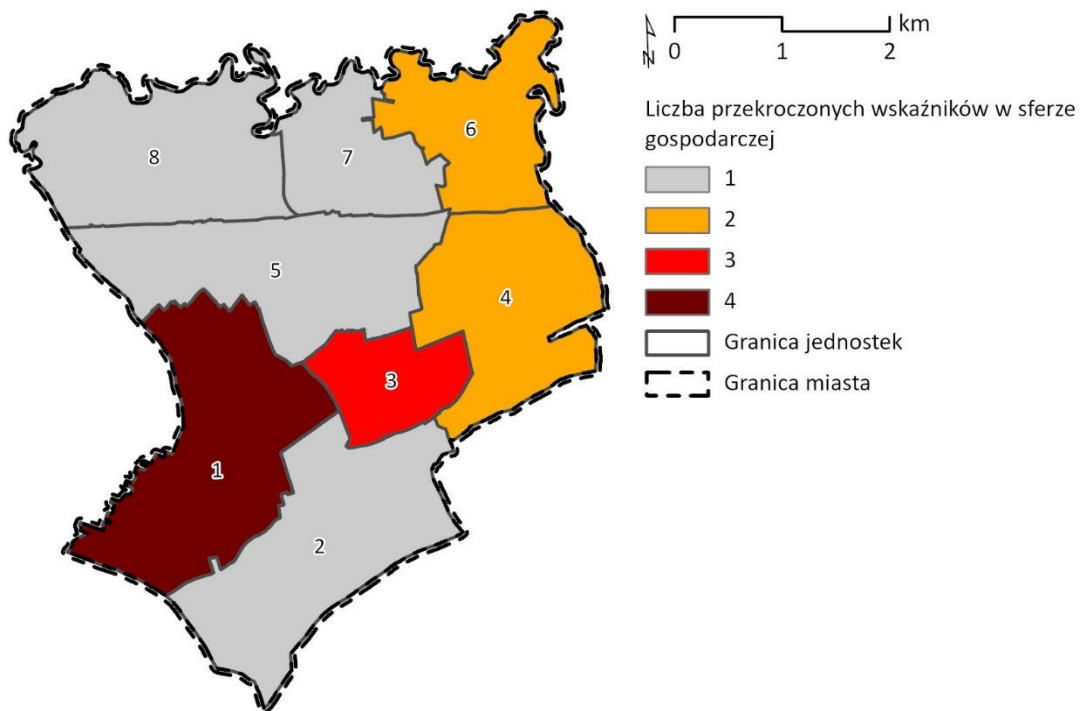 km
0 1 2
N
Liczba przekroczonych wskaźników w sferze
gospodarczej
1
2
3
4
Granica jednostek
Granica miasta
6
7
8
5
4
3
1
2